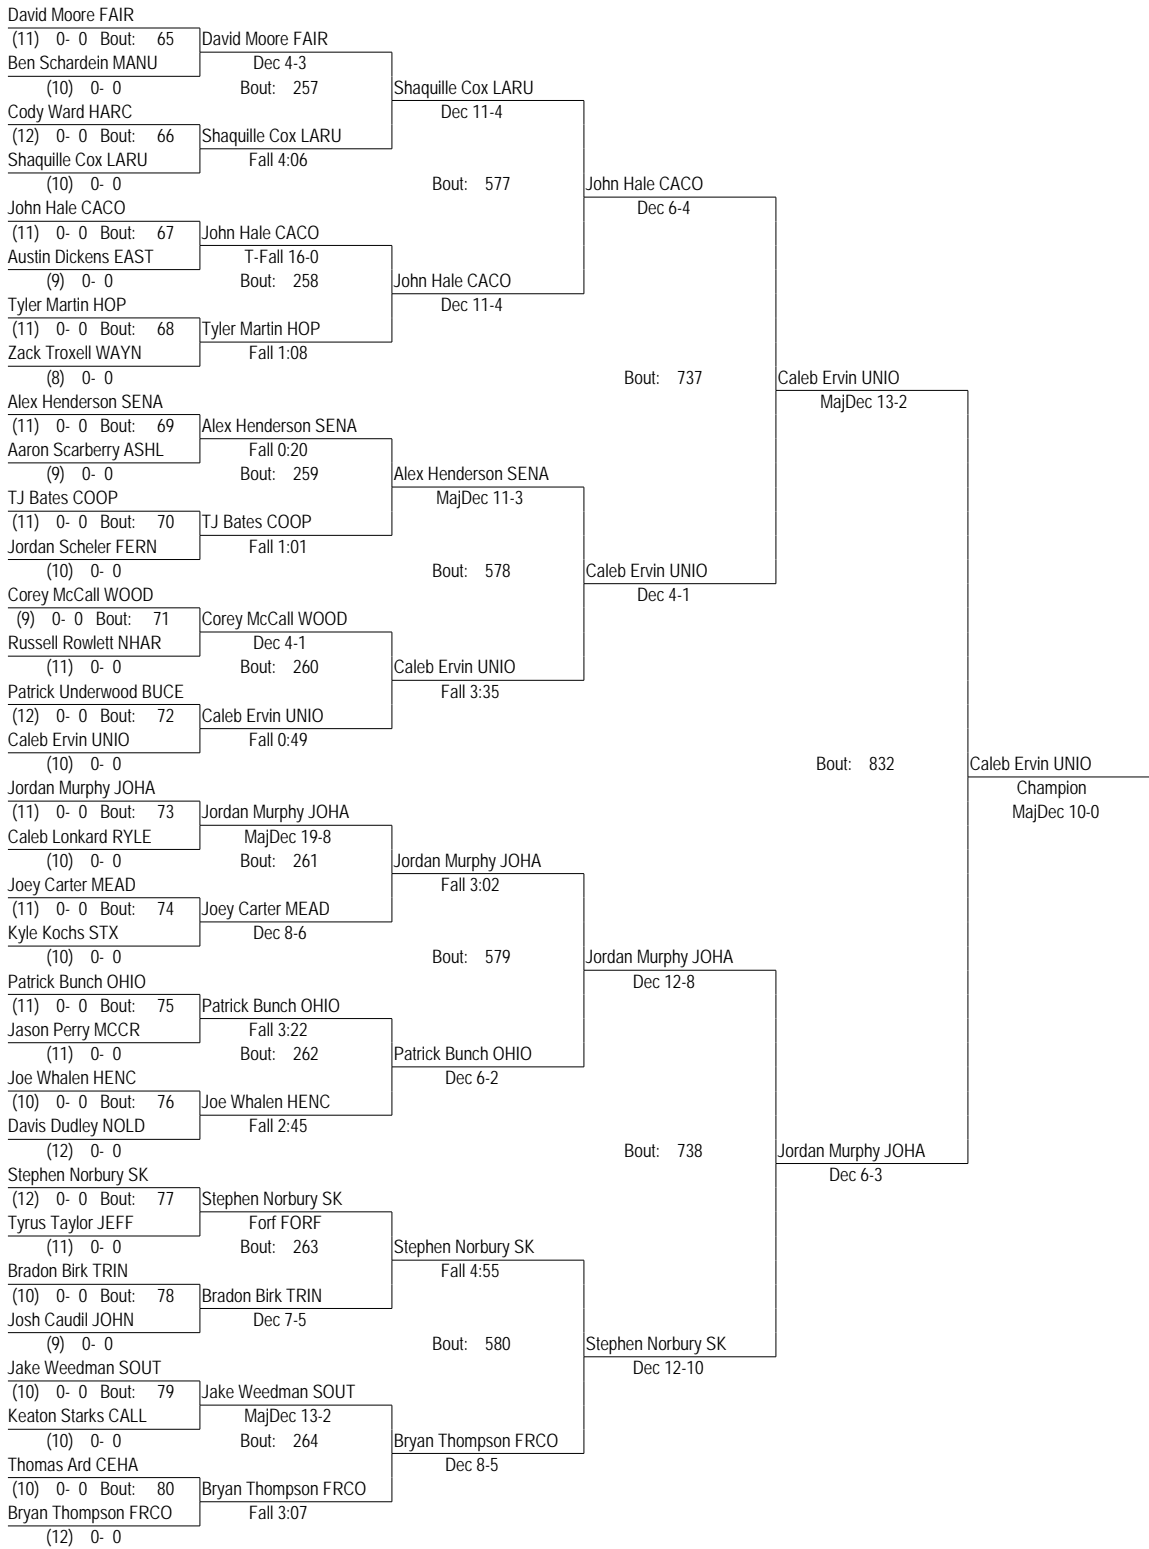 David Moore FAIR
(11) 0- 0 Bout: 65 David Moore FAIR
Ben Schardein MANU Dec 4-3
(10) 0- 0 Bout: 257 Shaquille Cox LARU
Cody Ward HARC Dec 11-4
(12) 0- 0 Bout: 66 Shaquille Cox LARU
Shaquille Cox LARU Fall 4:06
(10) 0- 0 Bout: 577 John Hale CACO
John Hale CACO Dec 6-4
(11) 0- 0 Bout: 67 John Hale CACO
Austin Dickens EAST T-Fall 16-0
(9) 0- 0 Bout: 258 John Hale CACO
Tyler Martin HOP Dec 11-4
(11) 0- 0 Bout: 68 Tyler Martin HOP
Zack Troxell WAYN Fall 1:08
(8) 0- 0 Bout: 737 Caleb Ervin UNIO
Alex Henderson SENA MajDec 13-2
(11) 0- 0 Bout: 69 Alex Henderson SENA
Aaron Scarberry ASHL Fall 0:20
(9) 0- 0 Bout: 259 Alex Henderson SENA
TJ Bates COOP MajDec 11-3
(11) 0- 0 Bout: 70 TJ Bates COOP
Jordan Scheler FERN Fall 1:01
(10) 0- 0 Bout: 578 Caleb Ervin UNIO
Corey McCall WOOD Dec 4-1
(9) 0- 0 Bout: 71 Corey McCall WOOD
Russell Rowlett NHAR Dec 4-1
(11) 0- 0 Bout: 260 Caleb Ervin UNIO
Patrick Underwood BUCE Fall 3:35
(12) 0- 0 Bout: 72 Caleb Ervin UNIO
Caleb Ervin UNIO Fall 0:49
(10) 0- 0 Bout: 832 Caleb Ervin UNIO
Jordan Murphy JOHA Champion
(11) 0- 0 Bout: 73 Jordan Murphy JOHA MajDec 10-0
Caleb Lonkard RYLE MajDec 19-8
(10) 0- 0 Bout: 261 Jordan Murphy JOHA
Joey Carter MEAD Fall 3:02
(11) 0- 0 Bout: 74 Joey Carter MEAD
Kyle Kochs STX Dec 8-6
(10) 0- 0 Bout: 579 Jordan Murphy JOHA
Patrick Bunch OHIO Dec 12-8
(11) 0- 0 Bout: 75 Patrick Bunch OHIO
Jason Perry MCCR Fall 3:22
(11) 0- 0 Bout: 262 Patrick Bunch OHIO
Joe Whalen HENC Dec 6-2
(10) 0- 0 Bout: 76 Joe Whalen HENC
Davis Dudley NOLD Fall 2:45
(12) 0- 0 Bout: 738 Jordan Murphy JOHA
Stephen Norbury SK Dec 6-3
(12) 0- 0 Bout: 77 Stephen Norbury SK
Tyrus Taylor JEFF Forf FORF
(11) 0- 0 Bout: 263 Stephen Norbury SK
Bradon Birk TRIN Fall 4:55
(10) 0- 0 Bout: 78 Bradon Birk TRIN
Josh Caudil JOHN Dec 7-5
(9) 0- 0 Bout: 580 Stephen Norbury SK
Jake Weedman SOUT Dec 12-10
(10) 0- 0 Bout: 79 Jake Weedman SOUT
Keaton Starks CALL MajDec 13-2
(10) 0- 0 Bout: 264 Bryan Thompson FRCO
Thomas Ard CEHA Dec 8-5
(10) 0- 0 Bout: 80 Bryan Thompson FRCO
Bryan Thompson FRCO Fall 3:07
(12) 0- 0